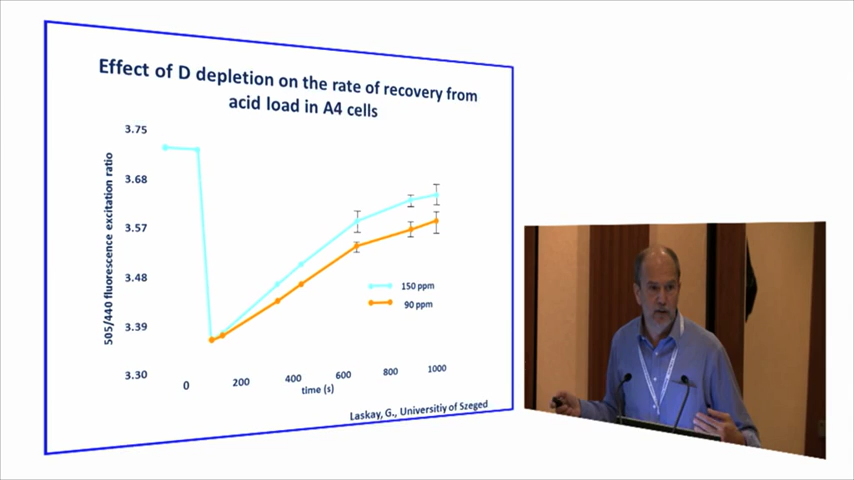 Effect of D depletion on the rate of recovery from
acid load in A4 cells
505/440 fluorescence excitation ratio
3.75
3.68
3.57
3.48
3.39
3.30
0 200 400 600 800 1000
time (s)
150 ppm
90 ppm
Laskay, G., Universitiy of Szeged